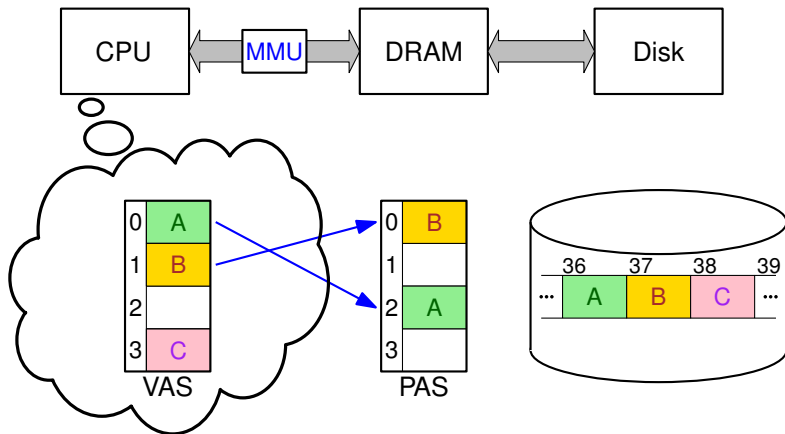 CPU MMU DRAM Disk
0 A
1 B
2
3 C
VAS
0 B
1
2 A
3
PAS
36 37 38 39
... A B C ...